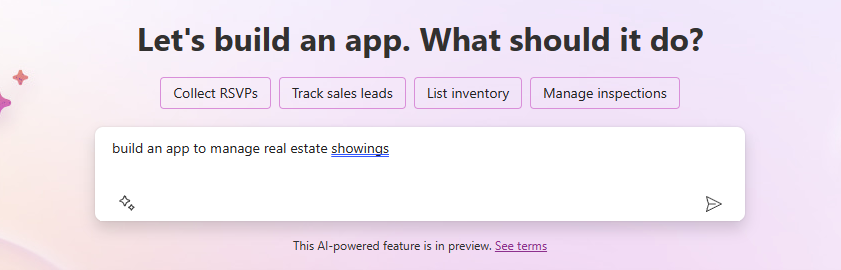 Let's build an app. What should it do?
Collect RSVPs Track sales leads List inventory Manage inspections
build an app to manage real estate showings
This AI-powered feature is in preview. See terms